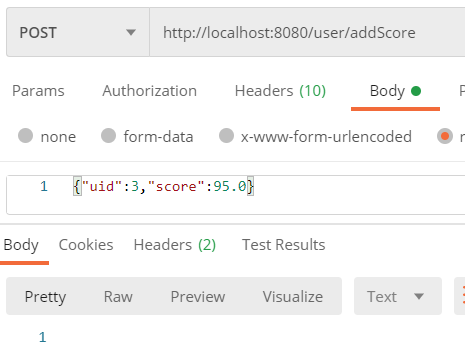 POST http://localhost:8080/user/addScore
Params Authorization Headers (10) Body
none form-data x-www-form-urlencoded
1 {"uid":3,"score":95.0}
Body Cookies Headers (2) Test Results
Pretty Raw Preview Visualize Text
1